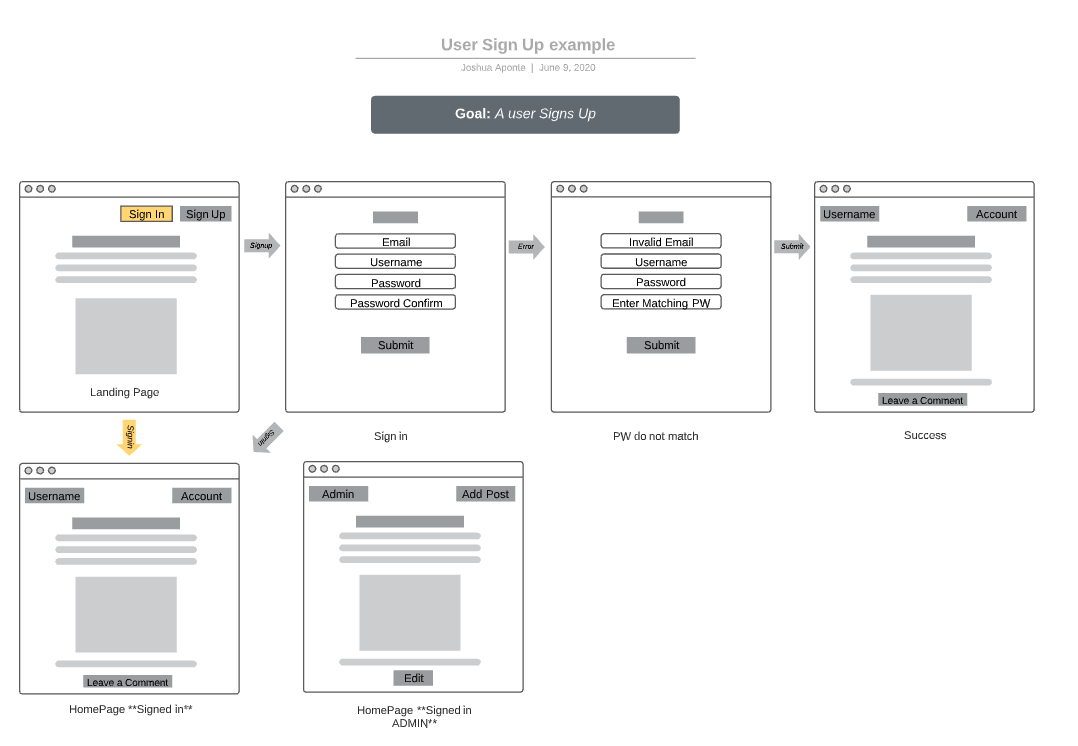 User Sign Up example
Joshua Aponte | June 9, 2020
Goal: A user Signs Up
Sign In
Sign Up
Landing Page
Signup
Email
Username
Password
Password Confirm
Submit
Sign in
Error
Invalid Email
Username
Password
Enter Matching PW
Submit
PW do not match
Submit
Username
Account
Leave a Comment
Success
Signin
Signin
Username
Account
Leave a Comment
HomePage **Signed in**
Admin
Add Post
Edit
HomePage **Signed in
ADMIN**